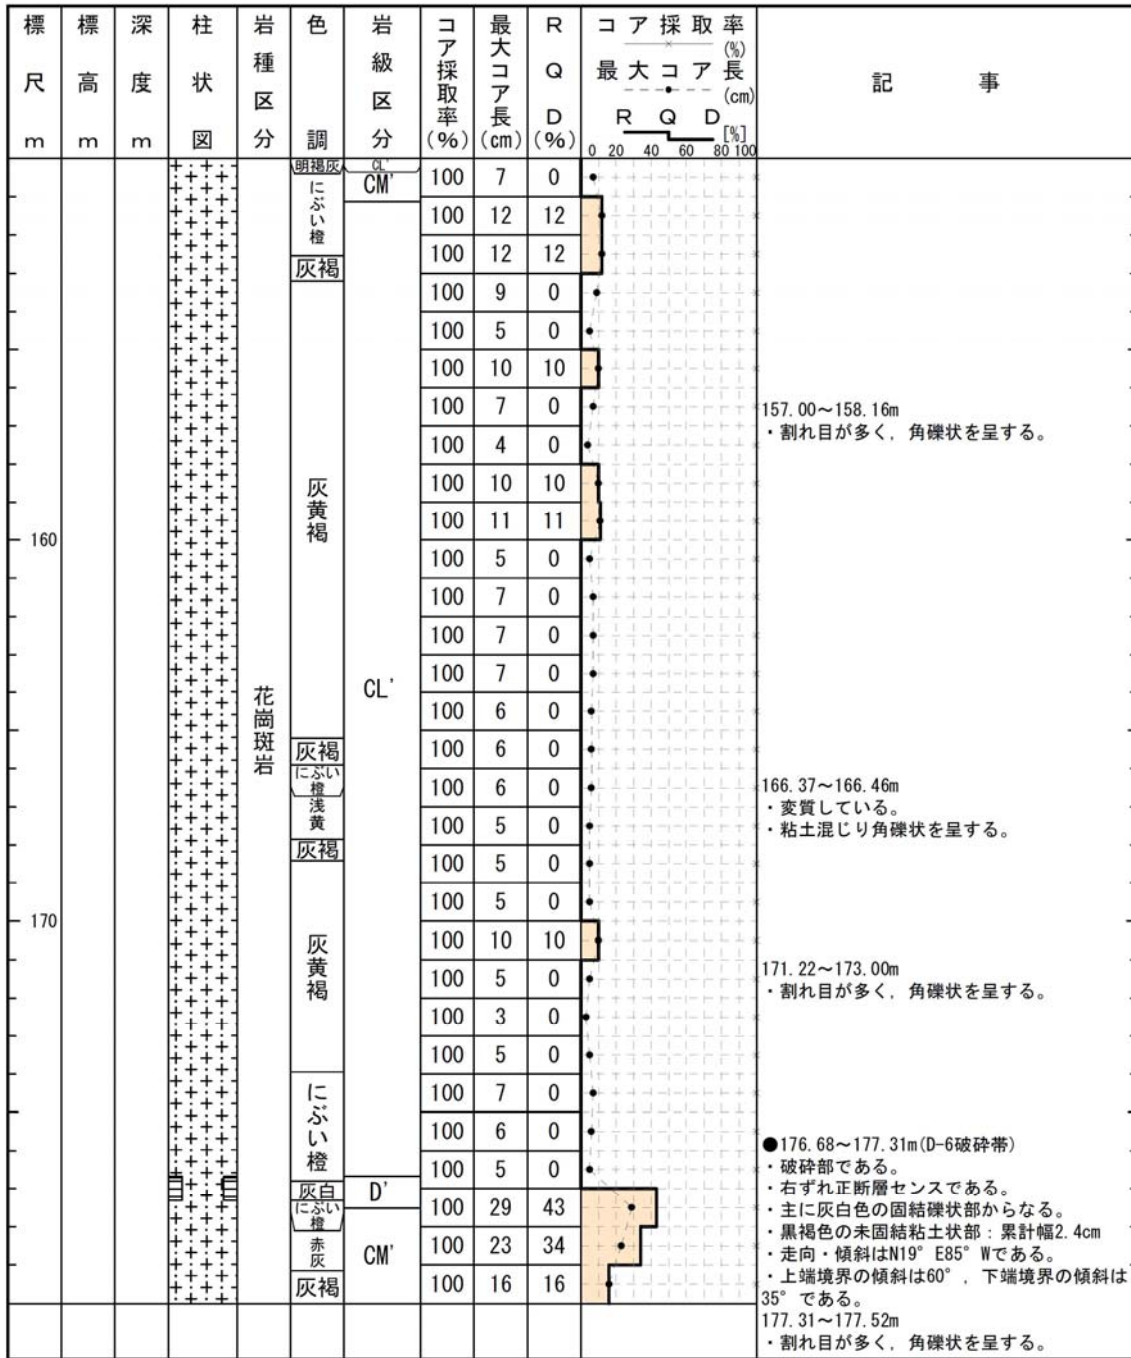 標尺m
標高m
深度m
柱状図
岩種区分
色調
岩級区分
コア採取率(%)
最大コア長(cm)
RQD(%)
コア採取率
(%)
最大コア長
(cm)
RQD
[%]
0 20 40 60 80 100
記事
明褐灰 CL'
にぶい橙 CM'
灰褐
灰黄褐
灰褐
にぶい橙
浅黄
灰褐
灰黄褐
にぶい橙
灰白
にぶい橙
赤灰
灰褐
花崗斑岩
CL'
D'
CM'
160
170
100 7 0
100 12 12
100 12 12
100 9 0
100 5 0
100 10 10
100 7 0
100 4 0
100 10 10
100 11 11
100 5 0
100 7 0
100 7 0
100 7 0
100 6 0
100 6 0
100 6 0
100 5 0
100 5 0
100 5 0
100 10 10
100 5 0
100 3 0
100 5 0
100 7 0
100 6 0
100 5 0
100 29 43
100 23 34
100 16 16
157.00～158.16m
・割れ目が多く，角礫状を呈する。
166.37～166.46m
・変質している。
・粘土混じり角礫状を呈する。
171.22～173.00m
・割れ目が多く，角礫状を呈する。
●176.68～177.31m(D-6破砕帯)
・破砕部である。
・右ずれ正断層センスである。
・主に灰白色の固結礫状部からなる。
・黒褐色の未固結粘土状部：累計幅2.4cm
・走向・傾斜はN19°E85°Wである。
・上端境界の傾斜は60°，下端境界の傾斜は
35°である。
177.31～177.52m
・割れ目が多く，角礫状を呈する。